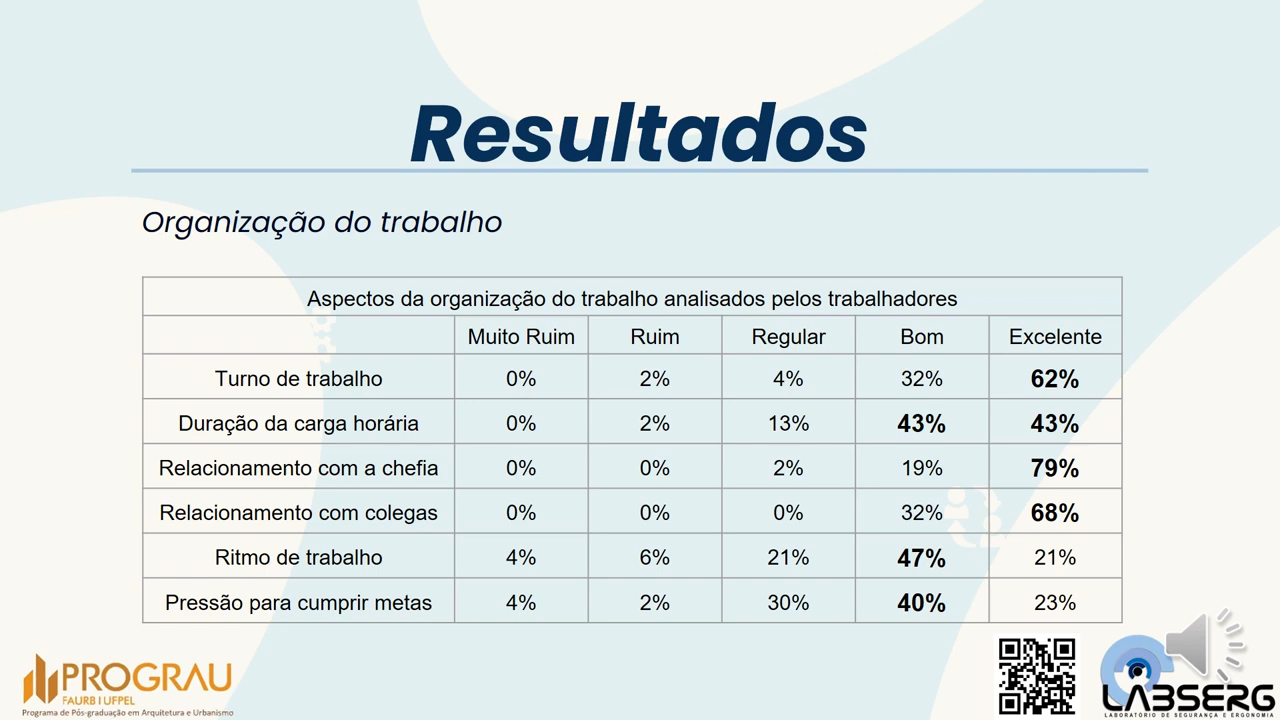 Resultados
Organização do trabalho
Aspectos da organização do trabalho analisados pelos trabalhadores
Muito Ruim Ruim Regular Bom Excelente
Turno de trabalho 0% 2% 4% 32% 62%
Duração da carga horária 0% 2% 13% 43% 43%
Relacionamento com a chefia 0% 0% 2% 19% 79%
Relacionamento com colegas 0% 0% 0% 32% 68%
Ritmo de trabalho 4% 6% 21% 47% 21%
Pressão para cumprir metas 4% 2% 30% 40% 23%
PROGRAU
FAURB I UFPEL
Programa de Pós-graduação em Arquitetura e Urbanismo
LABSERG
LABORATÓRIO DE SEGURANÇA E ERGONOMIA